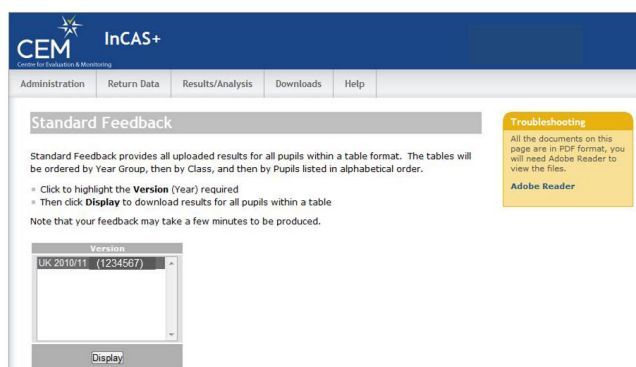 CEM
Centre for Evaluation & Monitoring
InCAS+
Administration Return Data Results/Analysis Downloads Help
Standard Feedback
Standard Feedback provides all uploaded results for all pupils within a table format. The tables will
be ordered by Year Group, then by Class, and then by Pupils listed in alphabetical order.
Click to highlight the Version (Year) required
Then click Display to download results for all pupils within a table
Note that your feedback may take a few minutes to be produced.
Version
UK 2010/11 (1234567)
Display
Troubleshooting
All the documents on this
page are in PDF format, you
will need Adobe Reader to
view the files.
Adobe Reader